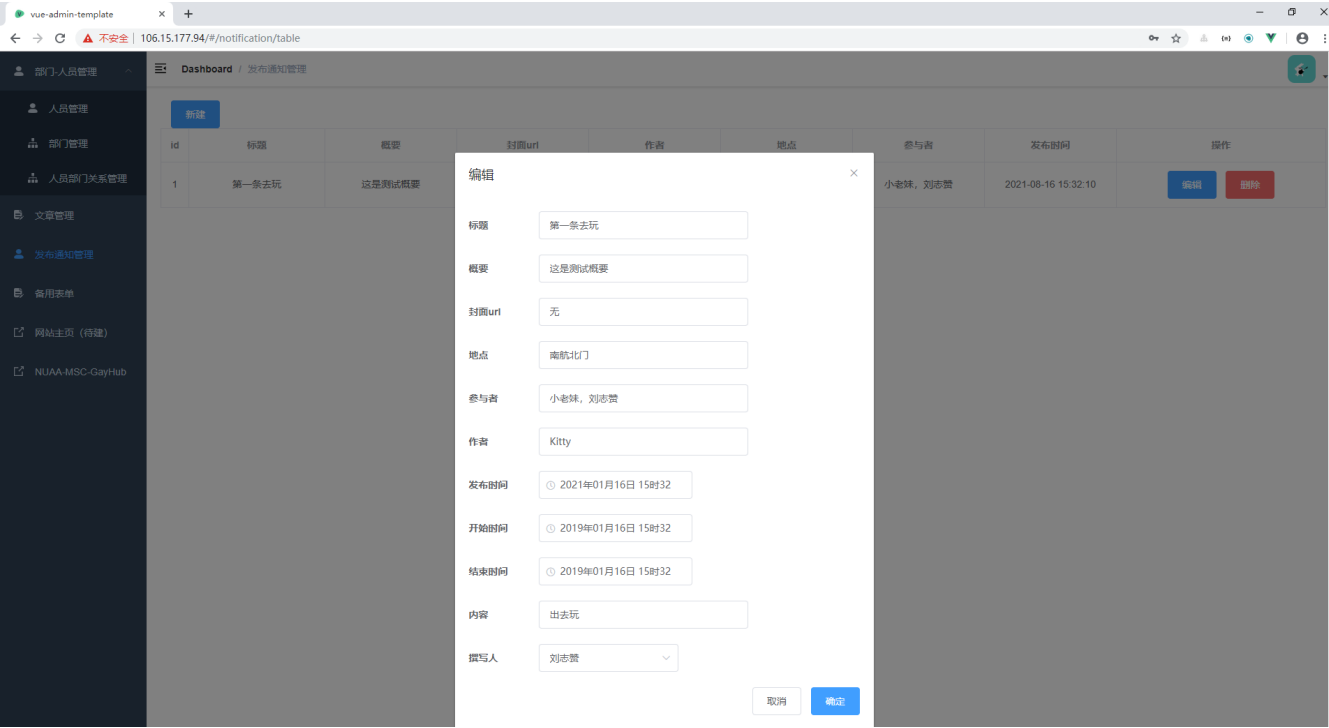 vue-admin-template
不安全 106.15.177.94/#/notification/table
部门-人员管理
人员管理
部门管理
人员部门关系管理
文章管理
发布通知管理
备用表单
网站主页（待建）
NUAA-MSC-GayHub
Dashboard / 发布通知管理
新建
id 标题 概要 封面url 作者 地点 参与者 发布时间 操作
1 第一条去玩 这是测试概要 小老妹，刘志赞 2021-08-16 15:32:10 编辑 删除
编辑
标题 第一条去玩
概要 这是测试概要
封面url 无
地点 南航北门
参与者 小老妹，刘志赞
作者 Kitty
发布时间 2021年01月16日 15时32
开始时间 2019年01月16日 15时32
结束时间 2019年01月16日 15时32
内容 出去玩
撰写人 刘志赞
取消 确定